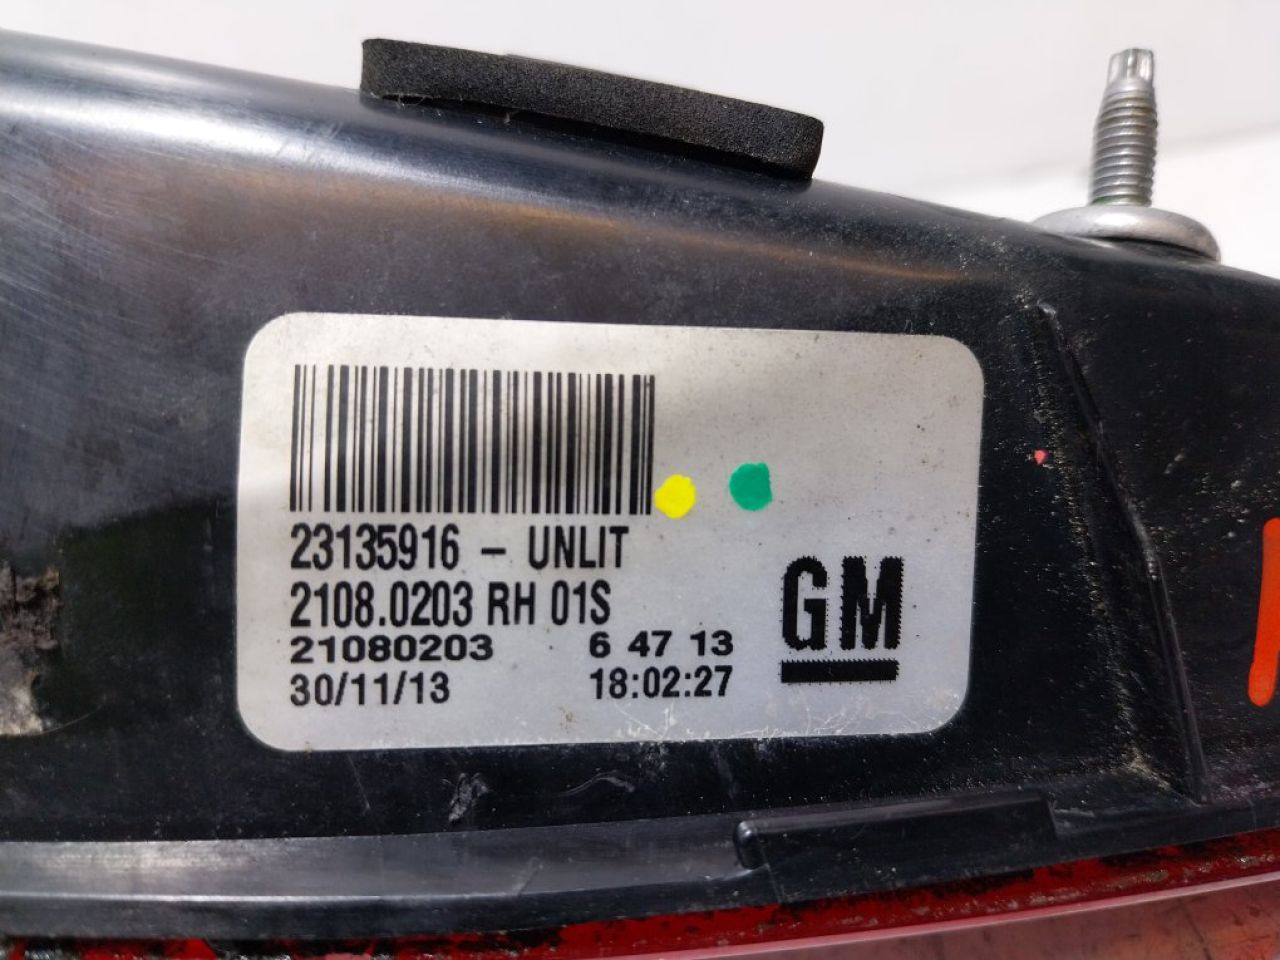 23135916 - UNLIT
2108.0203 RH 01S
21080203 6 47 13
30/11/13 18:02:27
GM